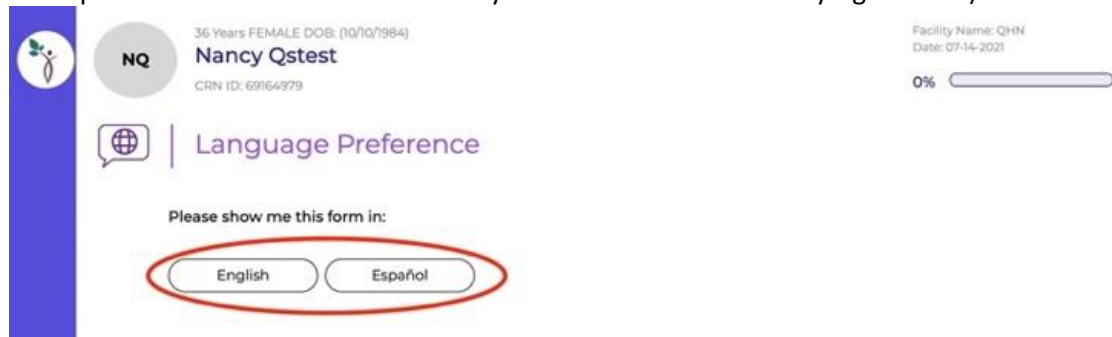 NQ
36 Years FEMALE DOB: (10/10/1984)
Nancy Qstest
CRN ID: 69164979
Facility Name: QHN
Date: 07-14-2021
0%
Language Preference
Please show me this form in:
English Español